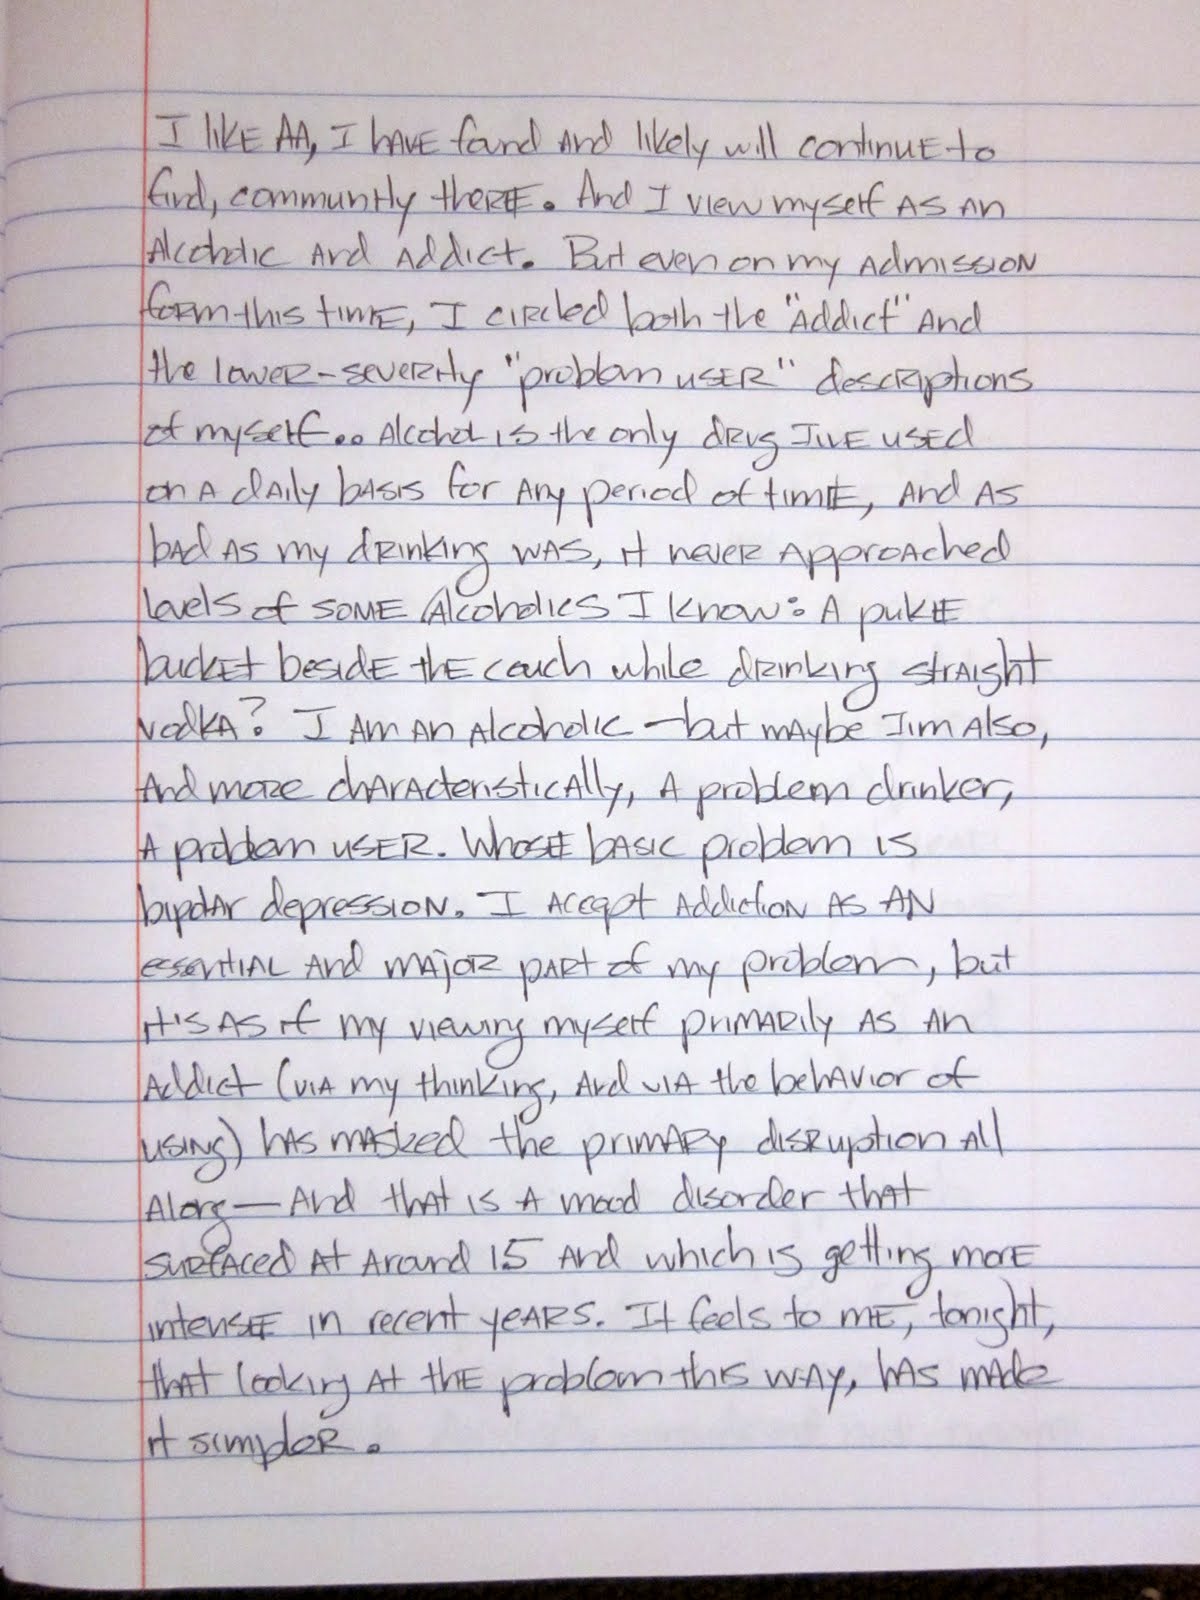 I like AA, I have found and likely will continue to
find, community there. And I view myself as an
alcoholic and addict. But even on my admission
form this time, I circled both the "addict" and
the lower-severity "problem user" descriptions
of myself.. Alcohol is the only drug I've used
on a daily basis for any period of time, and as
bad as my drinking was, it never approached
levels of some alcoholics I know: A puke
bucket beside the couch while drinking straight
vodka? I am an alcoholic - but maybe I'm also,
and more characteristically, a problem drinker,
a problem user. Whose basic problem is
bipolar depression. I accept addiction as an
essential and major part of my problem, but
it's as if my viewing myself primarily as an
addict (via my thinking, and via the behavior of
using) has masked the primary disruption all
along — and that is a mood disorder that
surfaced at around 15 and which is getting more
intense in recent years. It feels to me, tonight,
that looking at the problem this way, has made
it simpler.